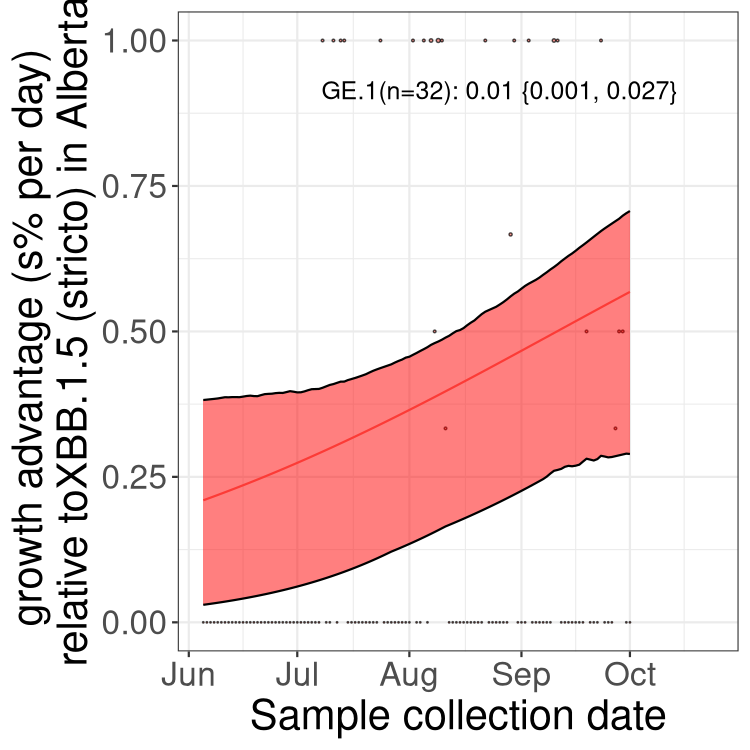 growth advantage (s% per day)
relative toXBB.1.5 (stricto) in Alberta
1.00
0.75
0.50
0.25
0.00
GE.1(n=32): 0.01 {0.001, 0.027}
Jun Jul Aug Sep Oct
Sample collection date